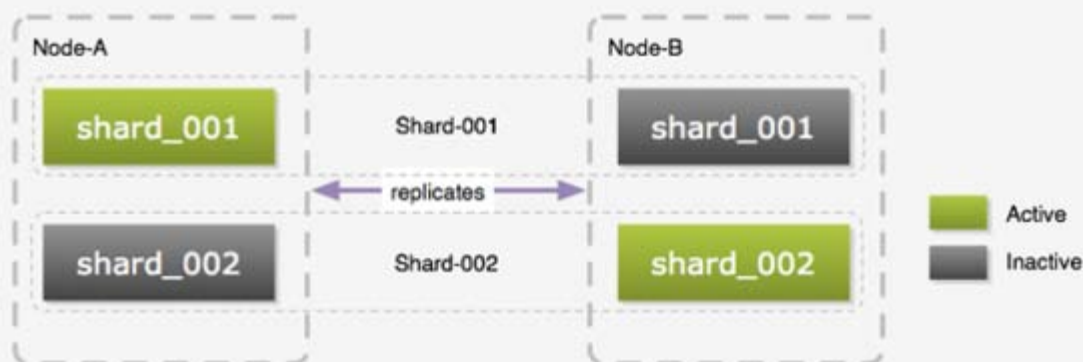 Node-A
Node-B
shard_001
Shard-001
shard_001
replicates
shard_002
Shard-002
shard_002
Active
Inactive